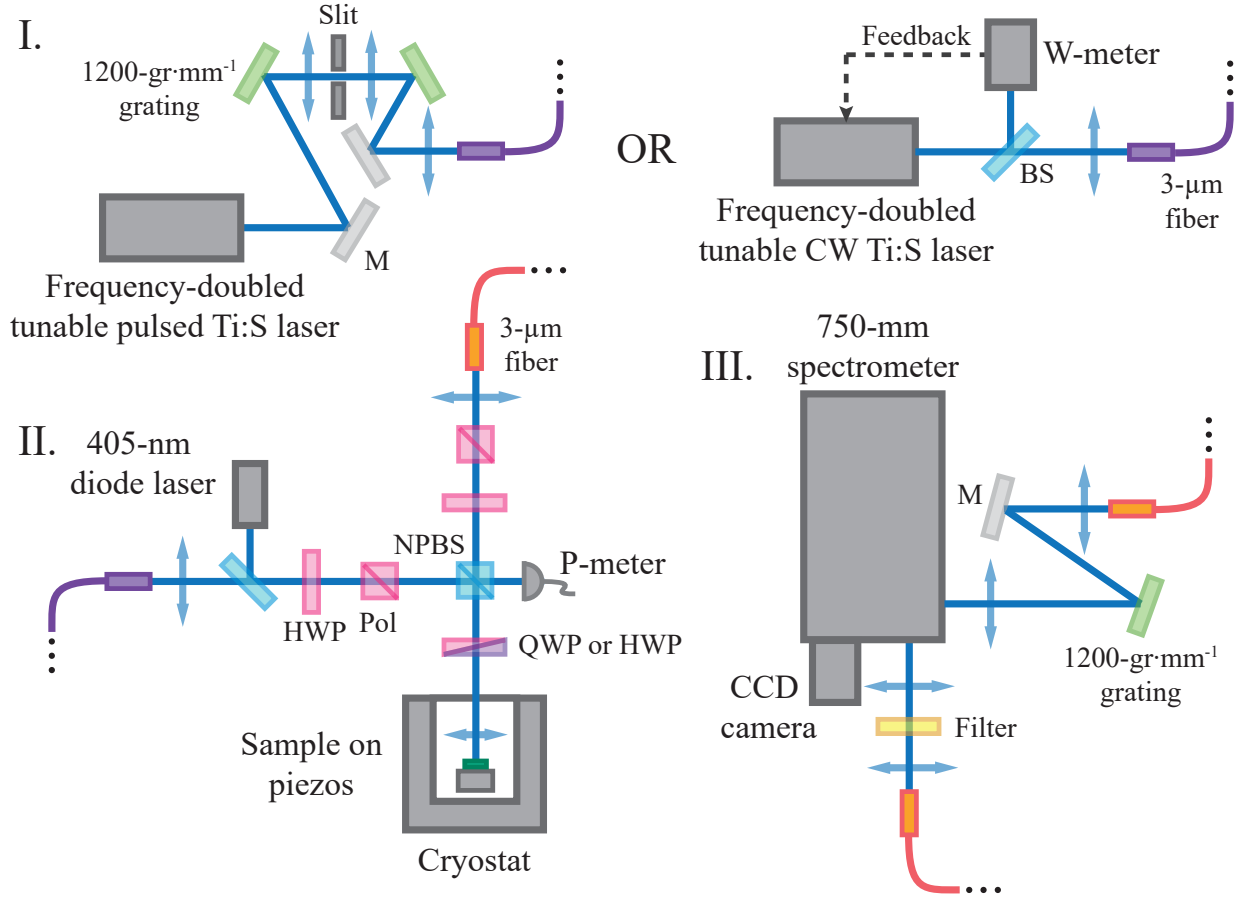 I.
Slit
1200-gr·mm⁻¹
grating
M
Frequency-doubled
tunable pulsed Ti:S laser
OR
Feedback
W-meter
BS
3-µm
fiber
Frequency-doubled
tunable CW Ti:S laser
II.
405-nm
diode laser
3-µm
fiber
NPBS
P-meter
HWP
Pol
QWP or HWP
Sample on
piezos
Cryostat
III.
750-mm
spectrometer
M
1200-gr·mm⁻¹
grating
CCD
camera
Filter